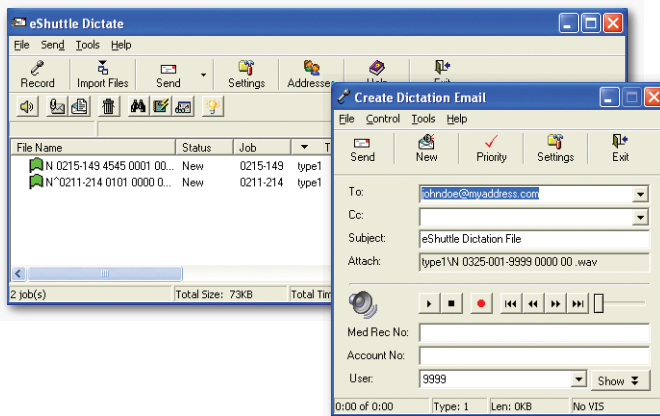 eShuttle Dictate
File Send Tools Help
Record Import Files Send Settings Addresses Help Exit
File Name Status Job T
N 0215-149 4545 0001 00... New 0215-149 type1
N^0211-214 0101 0000 0... New 0211-214 type1
2 job(s) Total Size: 73KB Total Tim
Create Dictation Email
File Control Tools Help
Send New Priority Settings Exit
To: johndoe@myaddress.com
Cc:
Subject: eShuttle Dictation File
Attach: type1\N 0325-001-9999 0000 00 .wav
Med Rec No:
Account No:
User: 9999 Show
0:00 of 0:00 Type: 1 Len: 0KB No VIS